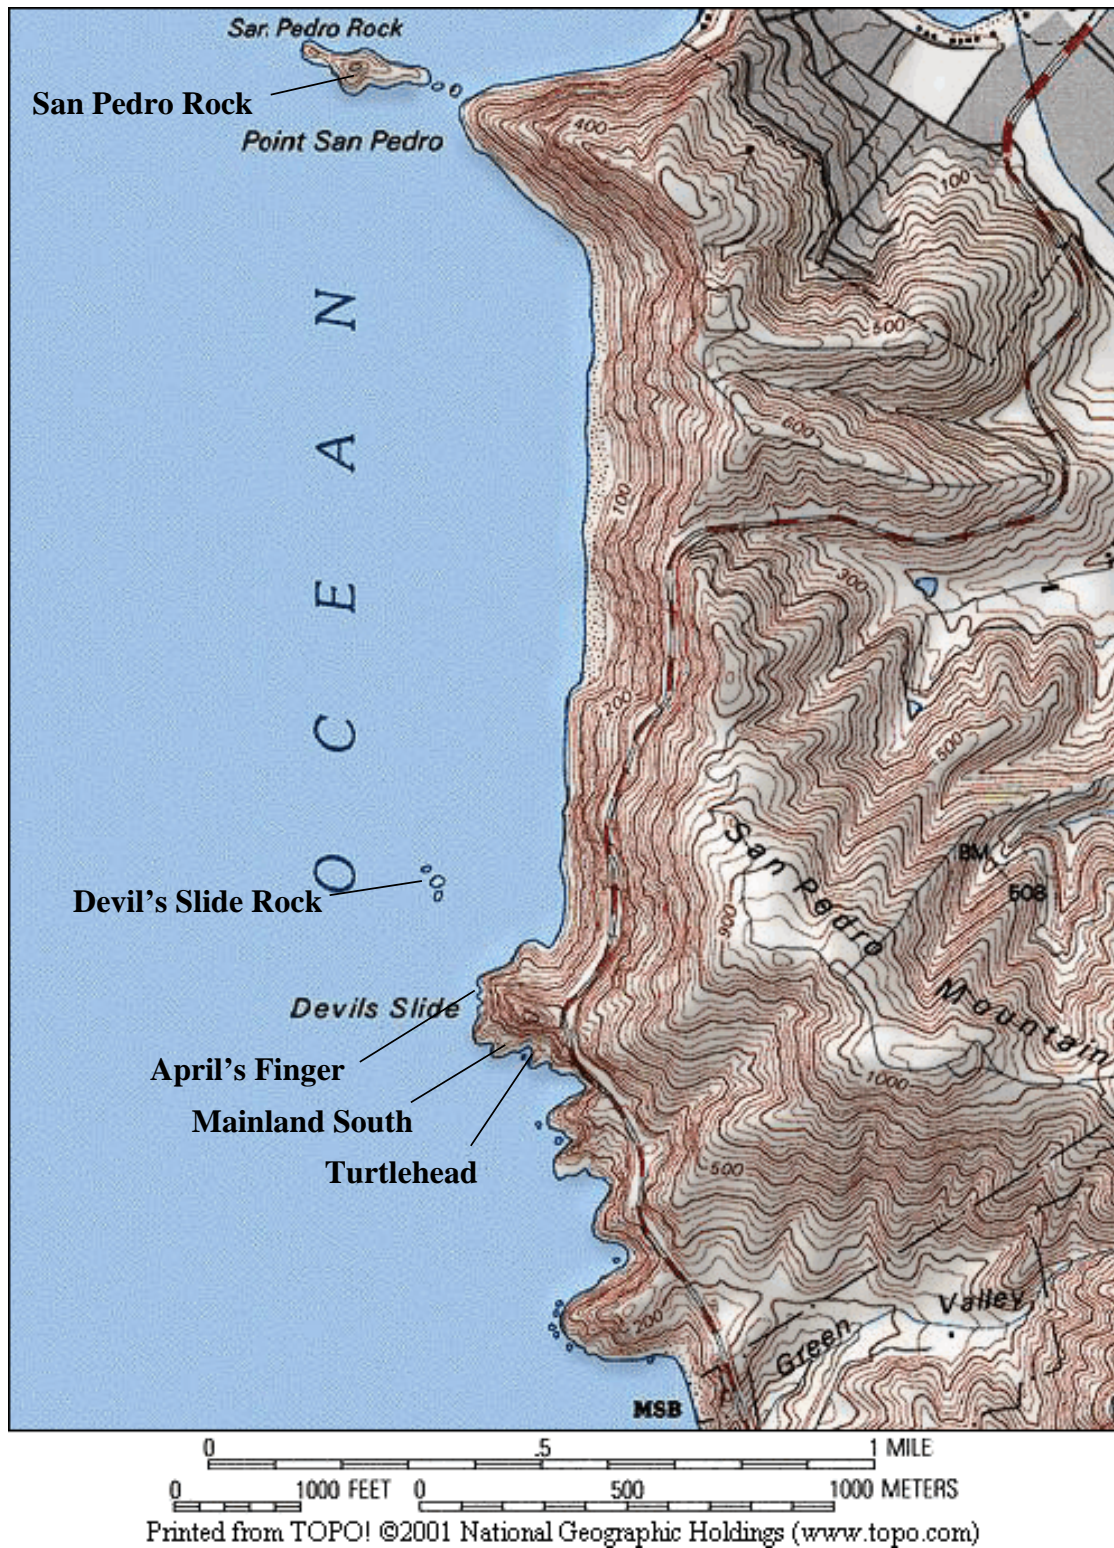 San Pedro Rock
San Pedro Rock
Point San Pedro
400
100
500
OCEAN
600
700
300
200
500
San Pedro Mountain
BM
508
Devil's Slide Rock
900
Devils Slide
April's Finger
1000
Mainland South
Turtlehead
500
Green Valley
200
MSB
0 .5 1 MILE
0 1000 FEET 0 500 1000 METERS
Printed from TOPO! ©2001 National Geographic Holdings (www.topo.com)